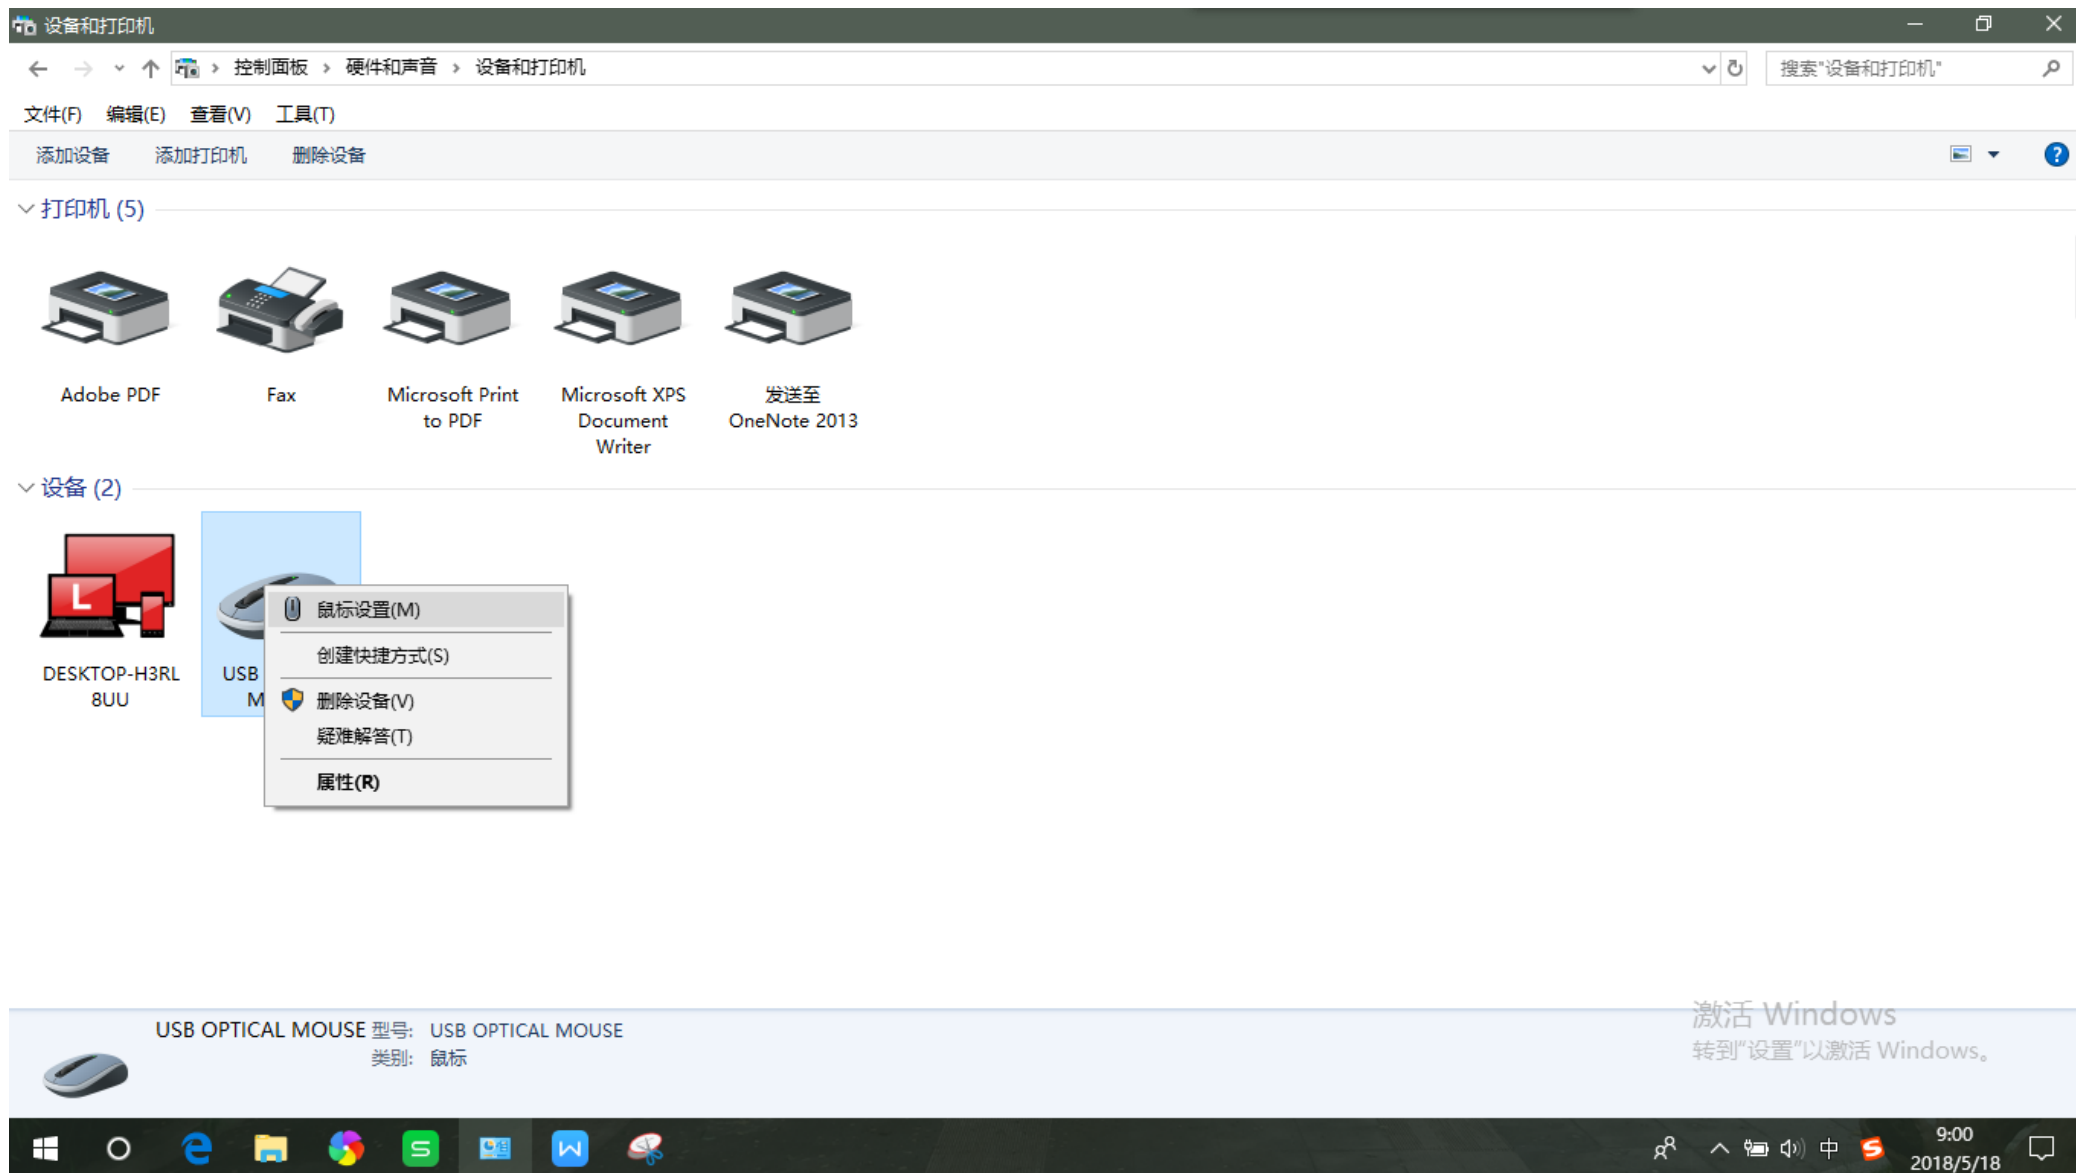 设备和打印机
控制面板 › 硬件和声音 › 设备和打印机
搜索"设备和打印机"
文件(F) 编辑(E) 查看(V) 工具(T)
添加设备 添加打印机 删除设备
打印机 (5)
Adobe PDF
Fax
Microsoft Print
to PDF
Microsoft XPS
Document
Writer
发送至
OneNote 2013
设备 (2)
DESKTOP-H3RL
8UU
USB
M
鼠标设置(M)
创建快捷方式(S)
删除设备(V)
疑难解答(T)
属性(R)
USB OPTICAL MOUSE 型号: USB OPTICAL MOUSE
类别: 鼠标
激活 Windows
转到"设置"以激活 Windows。
中
9:00
2018/5/18